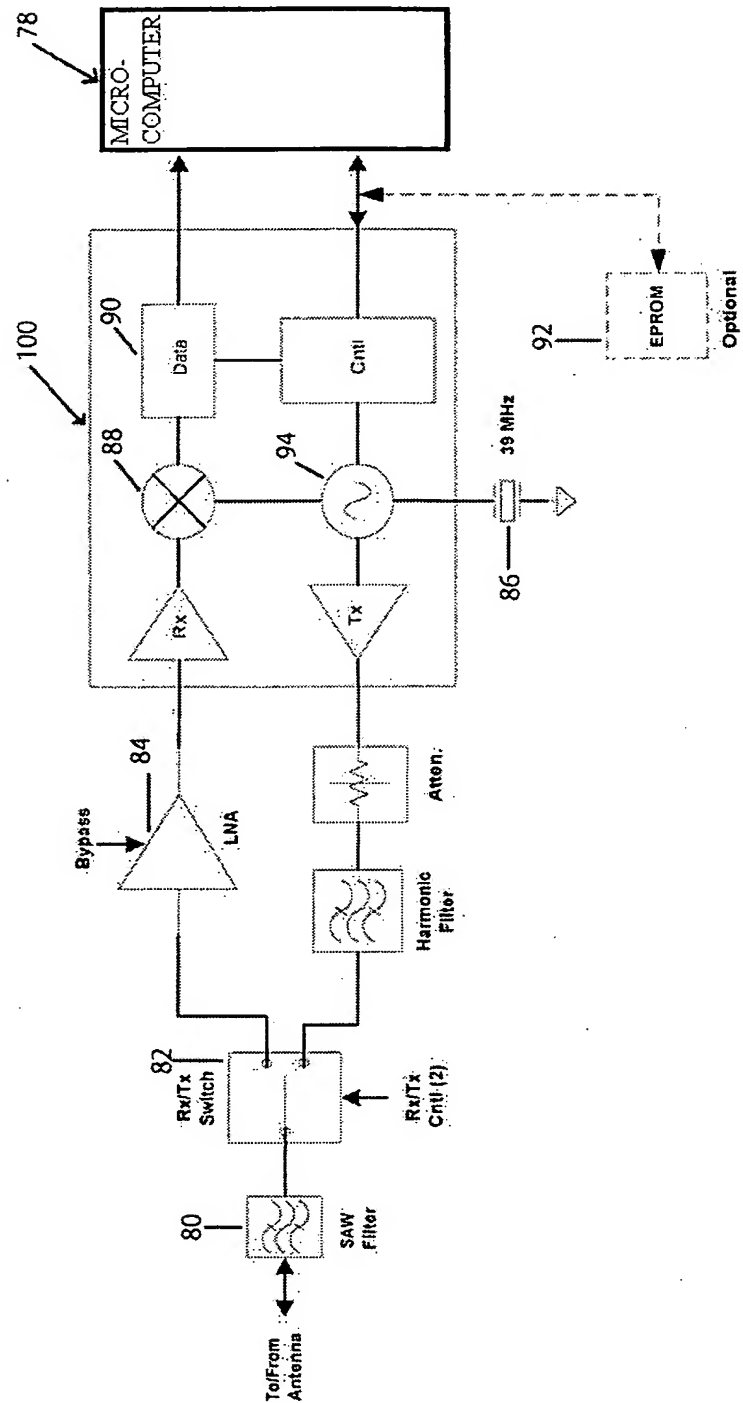 To/From
Antenna
80
SAW
Filter
82
Rx/Tx
Switch
Rx/Tx
Cntl (2)
Bypass
84
LNA
Harmonic
Filter
Atten.
100
Rx
88
90
Data
Tx
94
Cntl
86
39 MHz
92
EPROM
Optional
MICRO-
COMPUTER
78